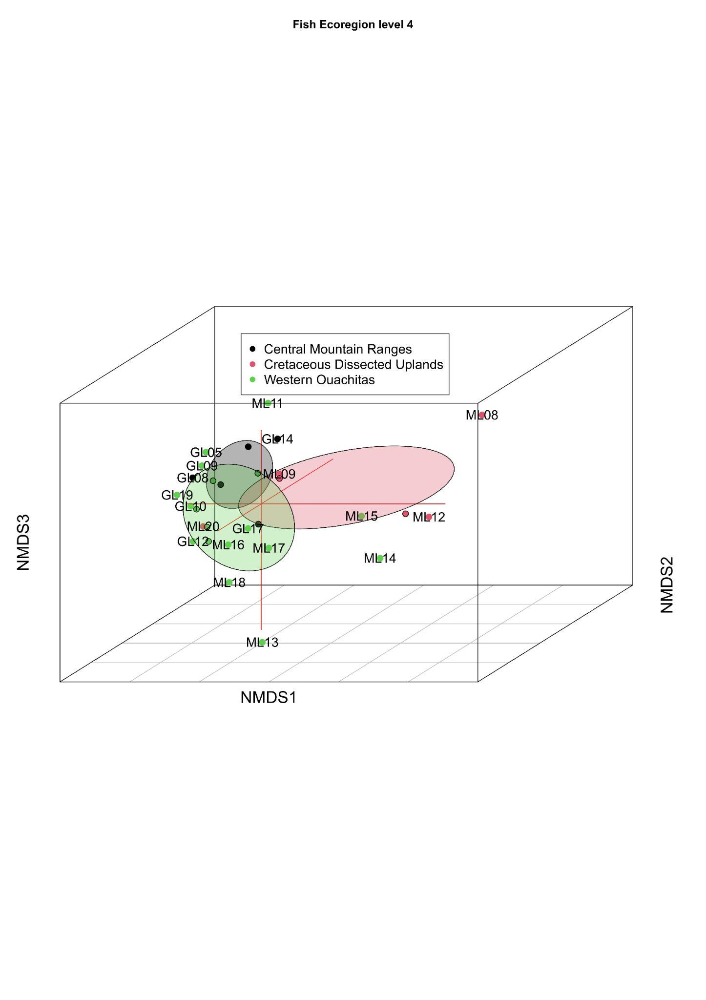 Fish Ecoregion level 4
Central Mountain Ranges
Cretaceous Dissected Uplands
Western Ouachitas
ML11
ML08
GL14
GL05
GL09
ML09
GL08
GL19
GL10
ML15
ML12
ML20
GL17
GL12
ML16
ML17
ML14
ML18
ML13
NMDS3
NMDS2
NMDS1